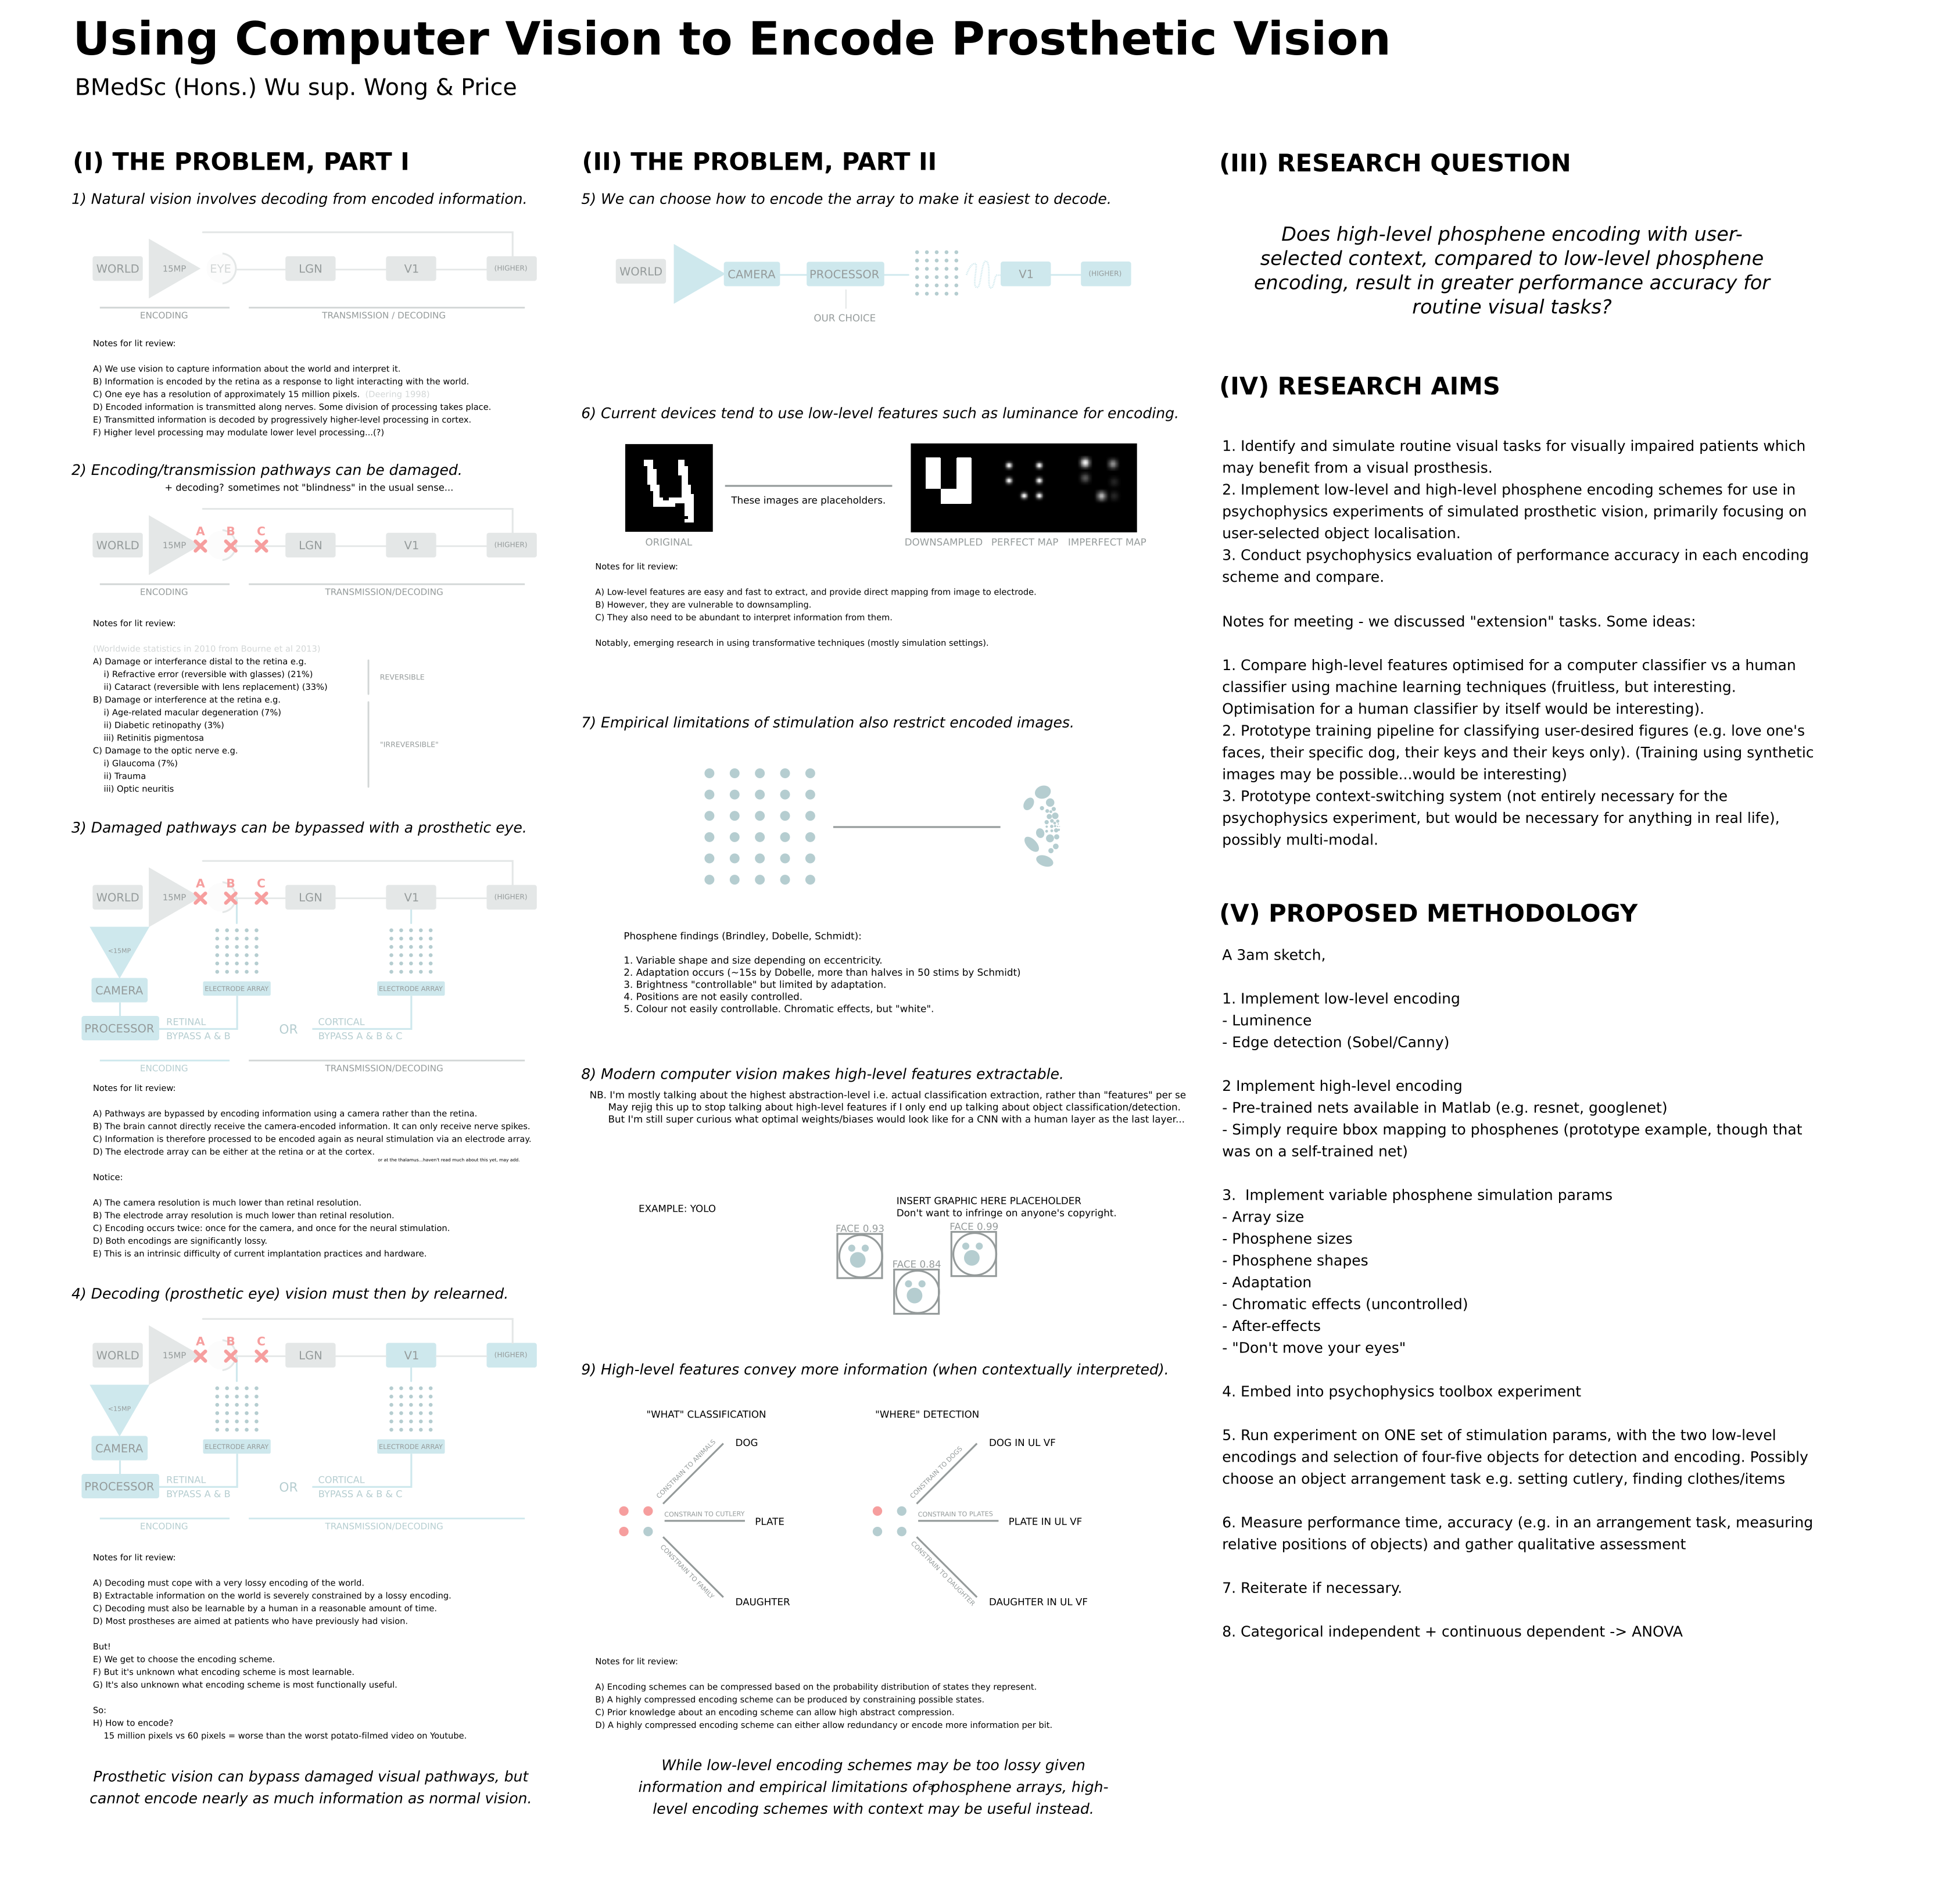 Using Computer Vision to Encode Prosthetic Vision
BMedSc (Hons.) Wu sup. Wong & Price
(I) THE PROBLEM, PART I
1) Natural vision involves decoding from encoded information.
WORLD
15MP
EYE
LGN
V1
(HIGHER)
ENCODING
TRANSMISSION / DECODING
Notes for lit review:
A) We use vision to capture information about the world and interpret it.
B) Information is encoded by the retina as a response to light interacting with the world.
C) One eye has a resolution of approximately 15 million pixels. (Deering 1998)
D) Encoded information is transmitted along nerves. Some division of processing takes place.
E) Transmitted information is decoded by progressively higher-level processing in cortex.
F) Higher level processing may modulate lower level processing...(?)
2) Encoding/transmission pathways can be damaged.
+ decoding? sometimes not "blindness" in the usual sense...
A
B
C
WORLD
15MP
LGN
V1
(HIGHER)
ENCODING
TRANSMISSION/DECODING
Notes for lit review:
(Worldwide statistics in 2010 from Bourne et al 2013)
A) Damage or interferance distal to the retina e.g.
i) Refractive error (reversible with glasses) (21%)
ii) Cataract (reversible with lens replacement) (33%)
REVERSIBLE
B) Damage or interference at the retina e.g.
i) Age-related macular degeneration (7%)
ii) Diabetic retinopathy (3%)
iii) Retinitis pigmentosa
C) Damage to the optic nerve e.g.
"IRREVERSIBLE"
i) Glaucoma (7%)
ii) Trauma
iii) Optic neuritis
3) Damaged pathways can be bypassed with a prosthetic eye.
A
B
C
WORLD
15MP
LGN
V1
(HIGHER)
<15MP
CAMERA
ELECTRODE ARRAY
ELECTRODE ARRAY
PROCESSOR
RETINAL
BYPASS A & B
OR
CORTICAL
BYPASS A & B & C
ENCODING
TRANSMISSION/DECODING
Notes for lit review:
A) Pathways are bypassed by encoding information using a camera rather than the retina.
B) The brain cannot directly receive the camera-encoded information. It can only receive nerve spikes.
C) Information is therefore processed to be encoded again as neural stimulation via an electrode array.
D) The electrode array can be either at the retina or at the cortex.
or at the thalamus...haven't read much about this yet, may add.
Notice:
A) The camera resolution is much lower than retinal resolution.
B) The electrode array resolution is much lower than retinal resolution.
C) Encoding occurs twice: once for the camera, and once for the neural stimulation.
D) Both encodings are significantly lossy.
E) This is an intrinsic difficulty of current implantation practices and hardware.
4) Decoding (prosthetic eye) vision must then by relearned.
A
B
C
WORLD
15MP
LGN
V1
(HIGHER)
<15MP
CAMERA
ELECTRODE ARRAY
ELECTRODE ARRAY
PROCESSOR
RETINAL
BYPASS A & B
OR
CORTICAL
BYPASS A & B & C
ENCODING
TRANSMISSION/DECODING
Notes for lit review:
A) Decoding must cope with a very lossy encoding of the world.
B) Extractable information on the world is severely constrained by a lossy encoding.
C) Decoding must also be learnable by a human in a reasonable amount of time.
D) Most prostheses are aimed at patients who have previously had vision.
But!
E) We get to choose the encoding scheme.
F) But it's unknown what encoding scheme is most learnable.
G) It's also unknown what encoding scheme is most functionally useful.
So:
H) How to encode?
15 million pixels vs 60 pixels = worse than the worst potato-filmed video on Youtube.
Prosthetic vision can bypass damaged visual pathways, but
cannot encode nearly as much information as normal vision.
(II) THE PROBLEM, PART II
5) We can choose how to encode the array to make it easiest to decode.
WORLD
CAMERA
PROCESSOR
V1
(HIGHER)
OUR CHOICE
6) Current devices tend to use low-level features such as luminance for encoding.
These images are placeholders.
ORIGINAL
DOWNSAMPLED
PERFECT MAP
IMPERFECT MAP
Notes for lit review:
A) Low-level features are easy and fast to extract, and provide direct mapping from image to electrode.
B) However, they are vulnerable to downsampling.
C) They also need to be abundant to interpret information from them.
Notably, emerging research in using transformative techniques (mostly simulation settings).
7) Empirical limitations of stimulation also restrict encoded images.
Phosphene findings (Brindley, Dobelle, Schmidt):
1. Variable shape and size depending on eccentricity.
2. Adaptation occurs (~15s by Dobelle, more than halves in 50 stims by Schmidt)
3. Brightness "controllable" but limited by adaptation.
4. Positions are not easily controlled.
5. Colour not easily controllable. Chromatic effects, but "white".
8) Modern computer vision makes high-level features extractable.
NB. I'm mostly talking about the highest abstraction-level i.e. actual classification extraction, rather than "features" per se
May rejig this up to stop talking about high-level features if I only end up talking about object classification/detection.
But I'm still super curious what optimal weights/biases would look like for a CNN with a human layer as the last layer...
EXAMPLE: YOLO
INSERT GRAPHIC HERE PLACEHOLDER
Don't want to infringe on anyone's copyright.
FACE 0.93
FACE 0.99
FACE 0.84
9) High-level features convey more information (when contextually interpreted).
"WHAT" CLASSIFICATION
CONSTRAIN TO ANIMALS
DOG
CONSTRAIN TO CUTLERY
PLATE
CONSTRAIN TO FAMILY
DAUGHTER
"WHERE" DETECTION
CONSTRAIN TO DOGS
DOG IN UL VF
CONSTRAIN TO PLATES
PLATE IN UL VF
CONSTRAIN TO DAUGHTER
DAUGHTER IN UL VF
Notes for lit review:
A) Encoding schemes can be compressed based on the probability distribution of states they represent.
B) A highly compressed encoding scheme can be produced by constraining possible states.
C) Prior knowledge about an encoding scheme can allow high abstract compression.
D) A highly compressed encoding scheme can either allow redundancy or encode more information per bit.
While low-level encoding schemes may be too lossy given
information and empirical limitations of phosphene arrays, high-
level encoding schemes with context may be useful instead.
(III) RESEARCH QUESTION
Does high-level phosphene encoding with user-
selected context, compared to low-level phosphene
encoding, result in greater performance accuracy for
routine visual tasks?
(IV) RESEARCH AIMS
1. Identify and simulate routine visual tasks for visually impaired patients which
may benefit from a visual prosthesis.
2. Implement low-level and high-level phosphene encoding schemes for use in
psychophysics experiments of simulated prosthetic vision, primarily focusing on
user-selected object localisation.
3. Conduct psychophysics evaluation of performance accuracy in each encoding
scheme and compare.
Notes for meeting - we discussed "extension" tasks. Some ideas:
1. Compare high-level features optimised for a computer classifier vs a human
classifier using machine learning techniques (fruitless, but interesting.
Optimisation for a human classifier by itself would be interesting).
2. Prototype training pipeline for classifying user-desired figures (e.g. love one's
faces, their specific dog, their keys and their keys only). (Training using synthetic
images may be possible...would be interesting)
3. Prototype context-switching system (not entirely necessary for the
psychophysics experiment, but would be necessary for anything in real life),
possibly multi-modal.
(V) PROPOSED METHODOLOGY
A 3am sketch,
1. Implement low-level encoding
- Luminence
- Edge detection (Sobel/Canny)
2 Implement high-level encoding
- Pre-trained nets available in Matlab (e.g. resnet, googlenet)
- Simply require bbox mapping to phosphenes (prototype example, though that
was on a self-trained net)
3. Implement variable phosphene simulation params
- Array size
- Phosphene sizes
- Phosphene shapes
- Adaptation
- Chromatic effects (uncontrolled)
- After-effects
- "Don't move your eyes"
4. Embed into psychophysics toolbox experiment
5. Run experiment on ONE set of stimulation params, with the two low-level
encodings and selection of four-five objects for detection and encoding. Possibly
choose an object arrangement task e.g. setting cutlery, finding clothes/items
6. Measure performance time, accuracy (e.g. in an arrangement task, measuring
relative positions of objects) and gather qualitative assessment
7. Reiterate if necessary.
8. Categorical independent + continuous dependent -> ANOVA